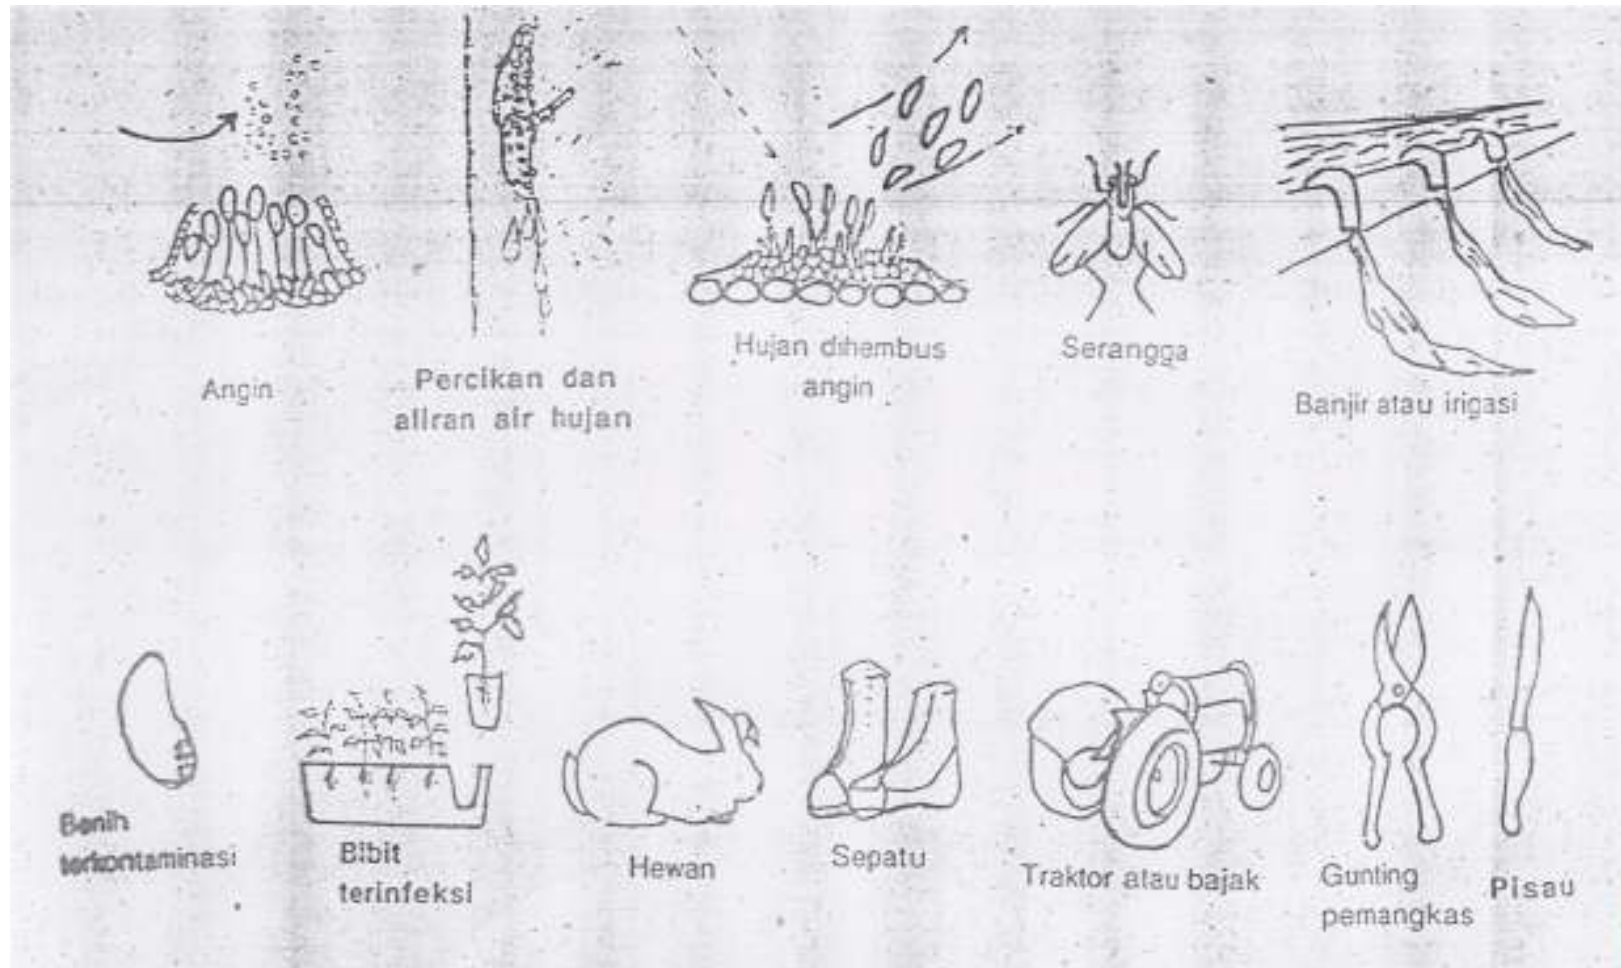 Angin
Percikan dan
aliran air hujan
Hujan dihembus
angin
Serangga
Banjir atau irigasi
Benih
terkontaminasi
Bibit
terinfeksi
Hewan
Sepatu
Traktor atau bajak
Gunting
pemangkas
Pisau